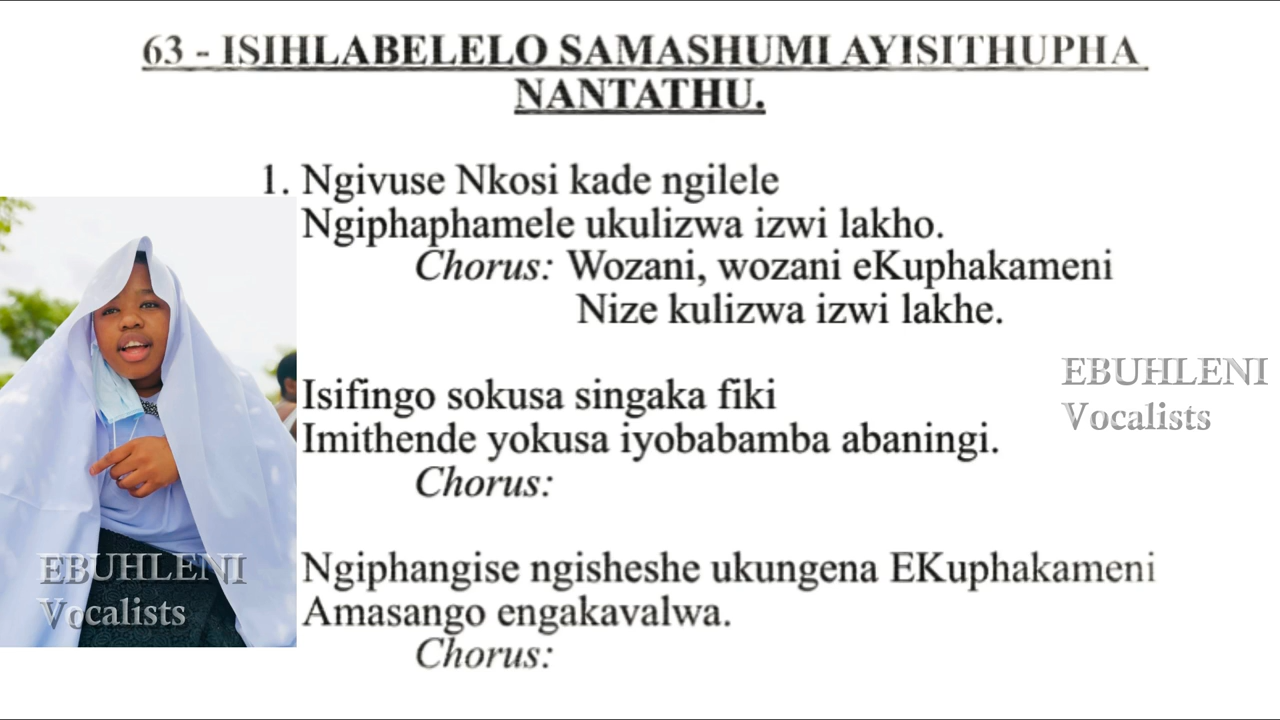 63 - ISIHLABELELO SAMASHUMI AYISITHUPHA
NANTATHU.
1. Ngivuse Nkosi kade ngilele
Ngiphaphamele ukulizwa izwi lakho.
Chorus: Wozani, wozani eKuphakameni
Nize kulizwa izwi lakhe.
Isifingo sokusa singaka fiki
Imithende yokusa iyobabamba abaningi.
Chorus:
Ngiphangise ngisheshe ukungena EKuphakameni
Amasango engakavalwa.
Chorus:
EBUHLENI
Vocalists
EBUHLENI
Vocalists